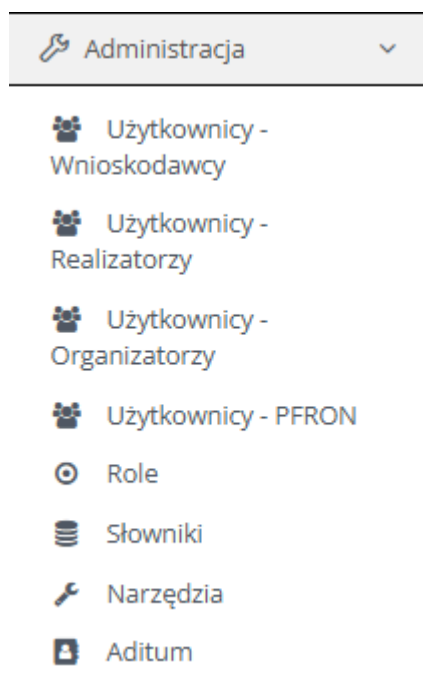 Administracja
Użytkownicy -
Wnioskodawcy
Użytkownicy -
Realizatorzy
Użytkownicy -
Organizatorzy
Użytkownicy - PFRON
Role
Słowniki
Narzędzia
Aditum